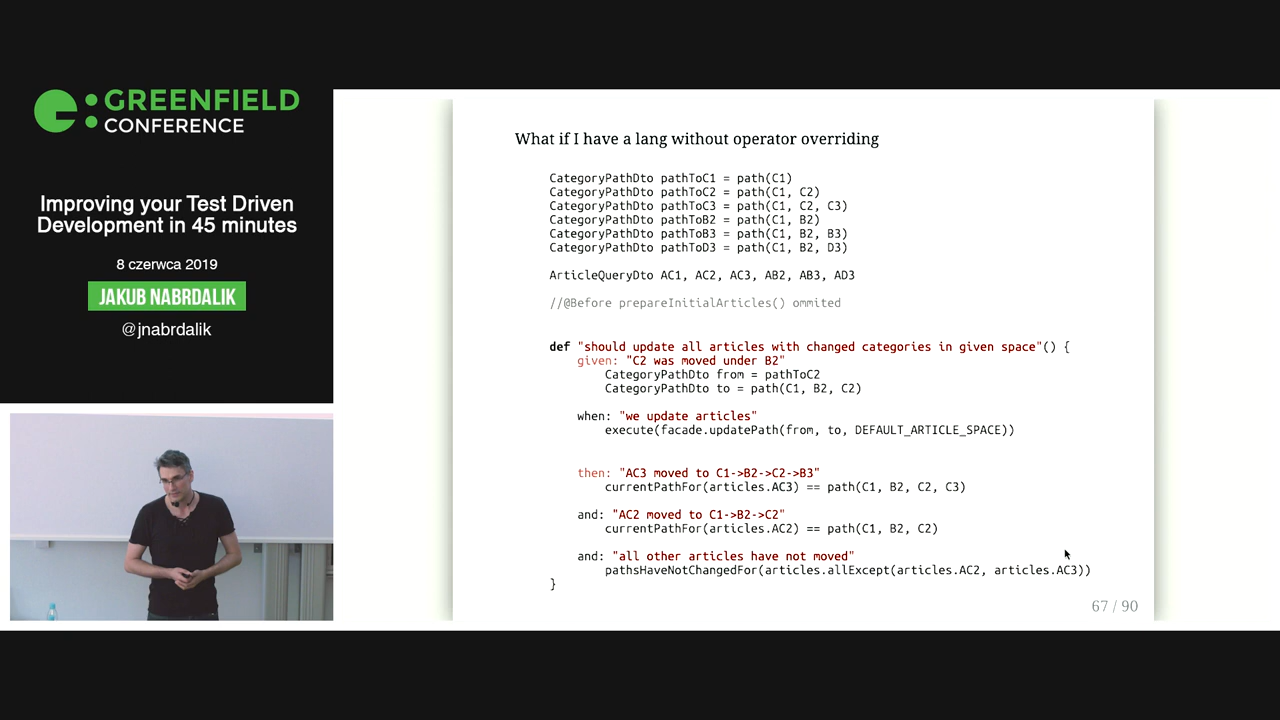 GREENFIELD
CONFERENCE
Improving your Test Driven
Development in 45 minutes
8 czerwca 2019
JAKUB NABRDALIK
@jnabrdalik
What if I have a lang without operator overriding
CategoryPathDto pathToC1 = path(C1)
CategoryPathDto pathToC2 = path(C1, C2)
CategoryPathDto pathToC3 = path(C1, C2, C3)
CategoryPathDto pathToB2 = path(C1, B2)
CategoryPathDto pathToB3 = path(C1, B2, B3)
CategoryPathDto pathToD3 = path(C1, B2, D3)
ArticleQueryDto AC1, AC2, AC3, AB2, AB3, AD3
//@Before prepareInitialArticles() ommited
def "should update all articles with changed categories in given space"() {
given: "C2 was moved under B2"
CategoryPathDto from = pathToC2
CategoryPathDto to = path(C1, B2, C2)
when: "we update articles"
execute(facade.updatePath(from, to, DEFAULT_ARTICLE_SPACE))
then: "AC3 moved to C1->B2->C2->B3"
currentPathFor(articles.AC3) == path(C1, B2, C2, C3)
and: "AC2 moved to C1->B2->C2"
currentPathFor(articles.AC2) == path(C1, B2, C2)
and: "all other articles have not moved"
pathsHaveNotChangedFor(articles.allExcept(articles.AC2, articles.AC3))
}
67 / 90